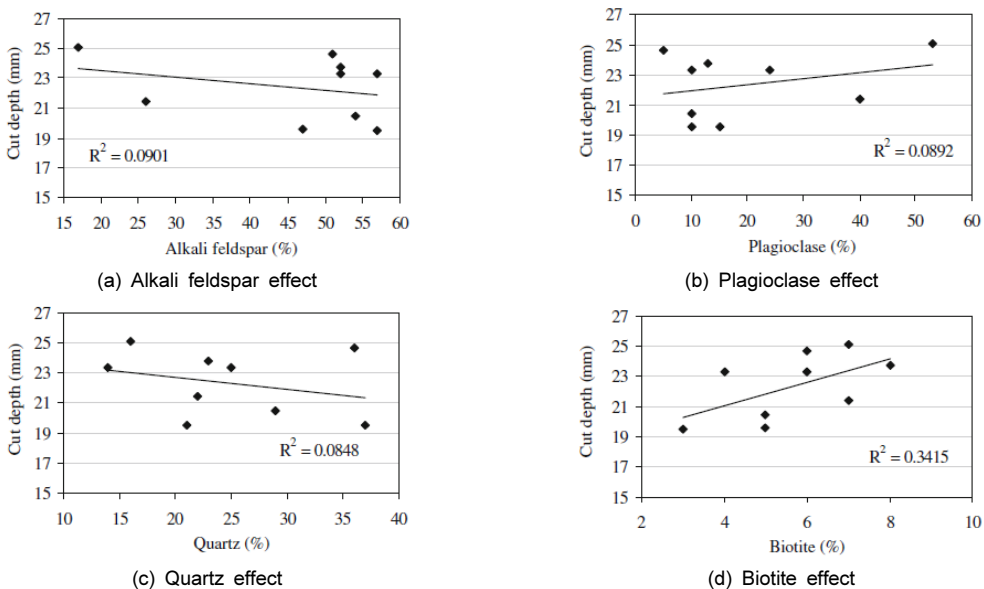 27
25
23
21
19
17
15
Cut depth (mm)
R² = 0.0901
15 20 25 30 35 40 45 50 55 60
Alkali feldspar (%)
(a) Alkali feldspar effect
27
25
23
21
19
17
15
Cut depth (mm)
R² = 0.0892
0 10 20 30 40 50 60
Plagioclase (%)
(b) Plagioclase effect
27
25
23
21
19
17
15
Cut depth (mm)
R² = 0.0848
10 15 20 25 30 35 40
Quartz (%)
(c) Quartz effect
27
25
23
21
19
17
15
Cut depth (mm)
R² = 0.3415
2 4 6 8 10
Biotite (%)
(d) Biotite effect